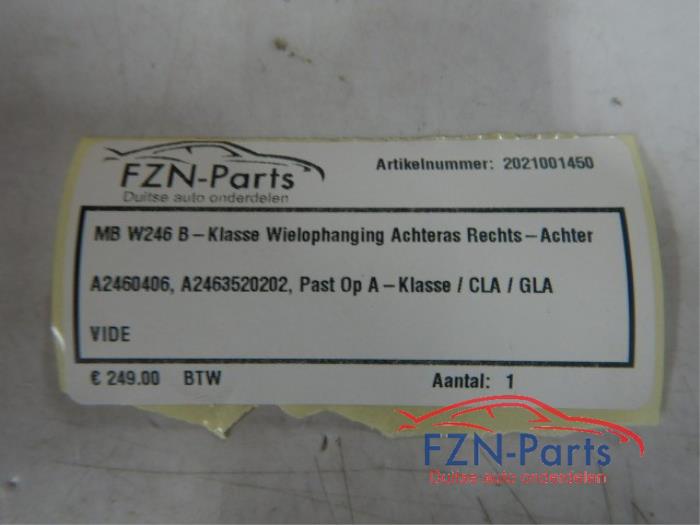 FZN-Parts
Duitse auto onderdelen
Artikelnummer: 2021001450
MB W246 B-Klasse Wielophanging Achteras Rechts-Achter
A2460406, A2463520202, Past Op A-Klasse / CLA / GLA
VIDE
€ 249.00 BTW Aantal: 1
FZN-Parts
Duitse auto onderdelen